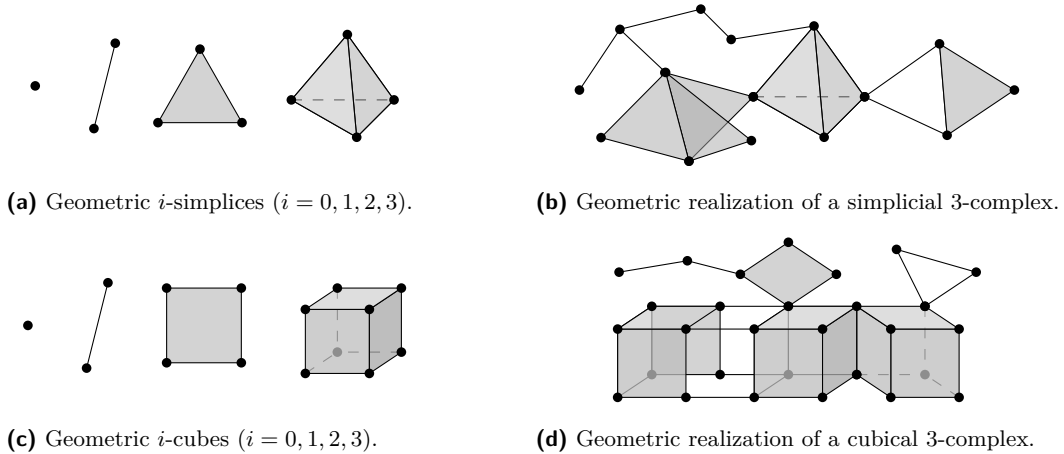 (a) Geometric i-simplices (i = 0, 1, 2, 3).
(b) Geometric realization of a simplicial 3-complex.
(c) Geometric i-cubes (i = 0, 1, 2, 3).
(d) Geometric realization of a cubical 3-complex.